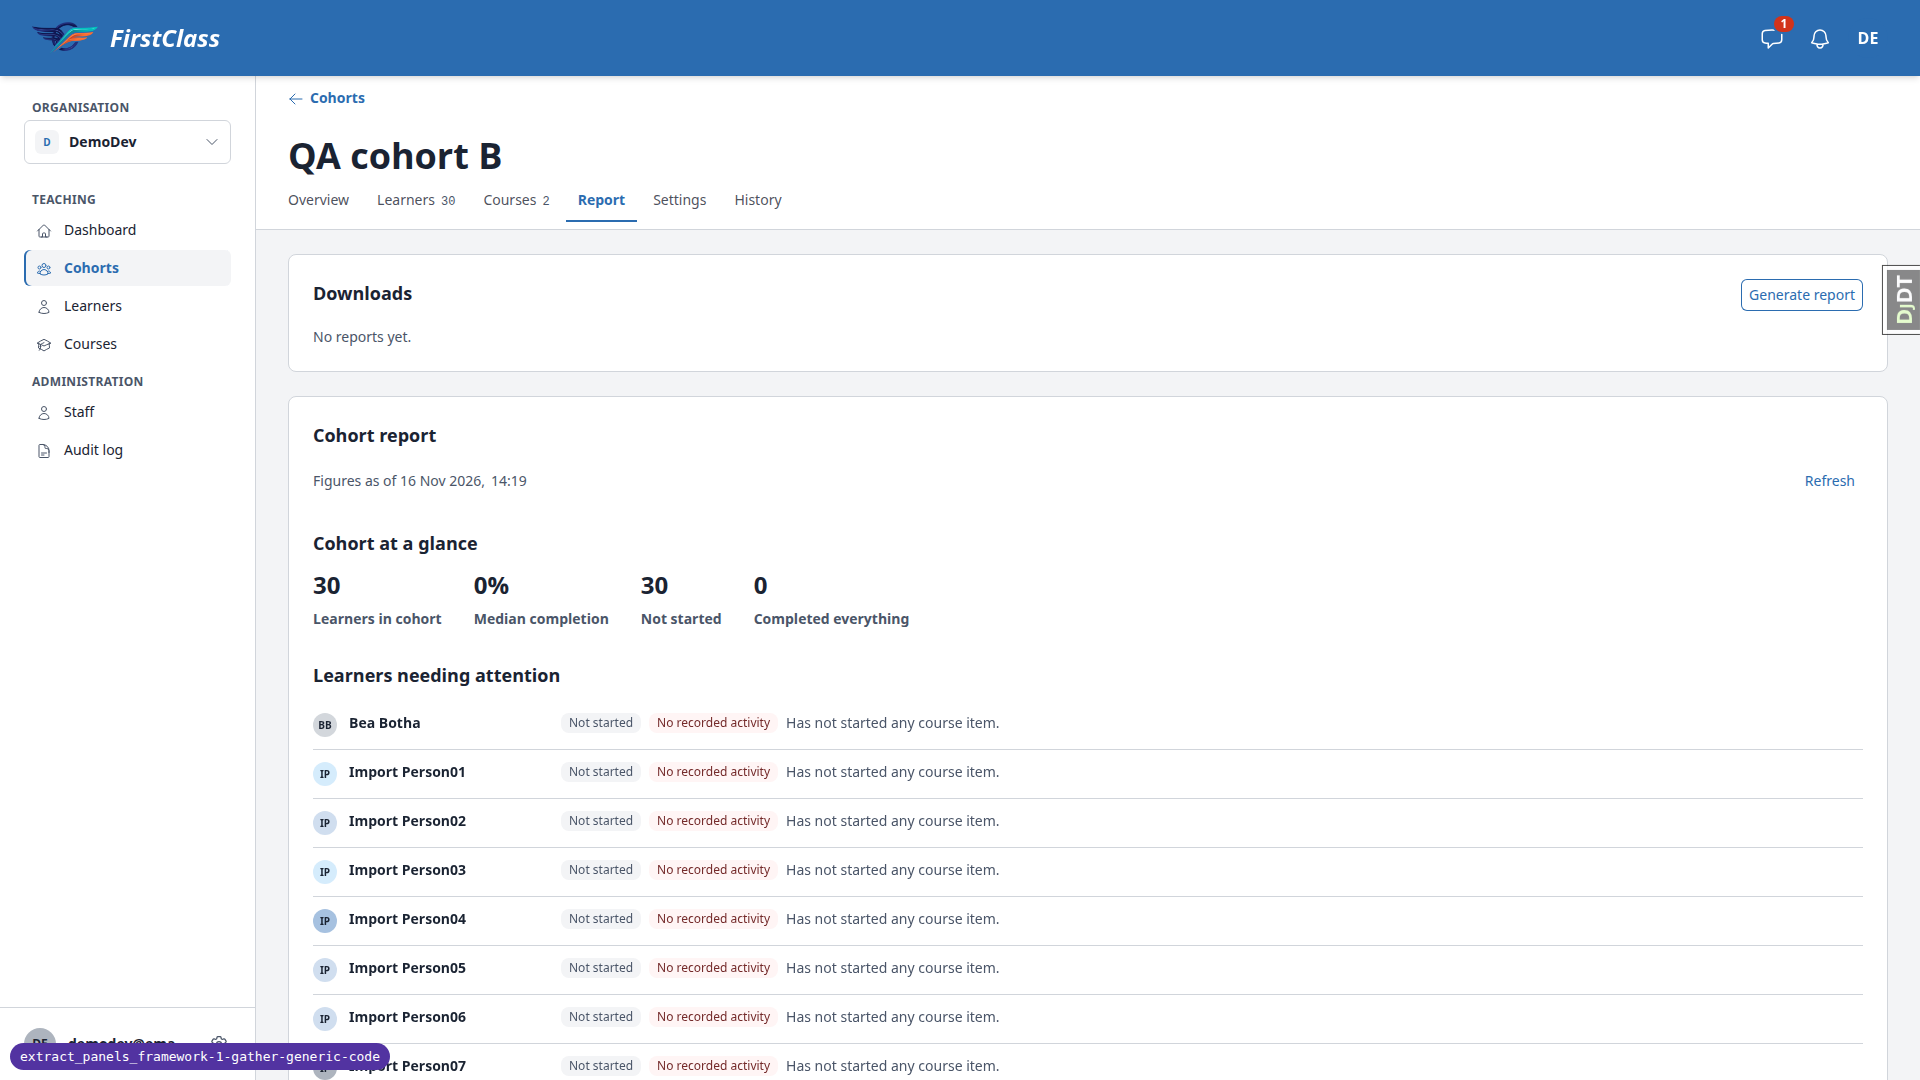 FirstClass
1
DE
ORGANISATION
D DemoDev
TEACHING
Dashboard
Cohorts
Learners
Courses
ADMINISTRATION
Staff
Audit log
extract_panels_framework-1-gather-generic-code
Cohorts
QA cohort B
Overview Learners 30 Courses 2 Report Settings History
Downloads
Generate report
No reports yet.
DjDT
Cohort report
Figures as of 16 Nov 2026, 14:19
Refresh
Cohort at a glance
30 0% 30 0
Learners in cohort Median completion Not started Completed everything
Learners needing attention
BB Bea Botha Not started No recorded activity Has not started any course item.
IP Import Person01 Not started No recorded activity Has not started any course item.
IP Import Person02 Not started No recorded activity Has not started any course item.
IP Import Person03 Not started No recorded activity Has not started any course item.
IP Import Person04 Not started No recorded activity Has not started any course item.
IP Import Person05 Not started No recorded activity Has not started any course item.
IP Import Person06 Not started No recorded activity Has not started any course item.
Person07 Not started No recorded activity Has not started any course item.